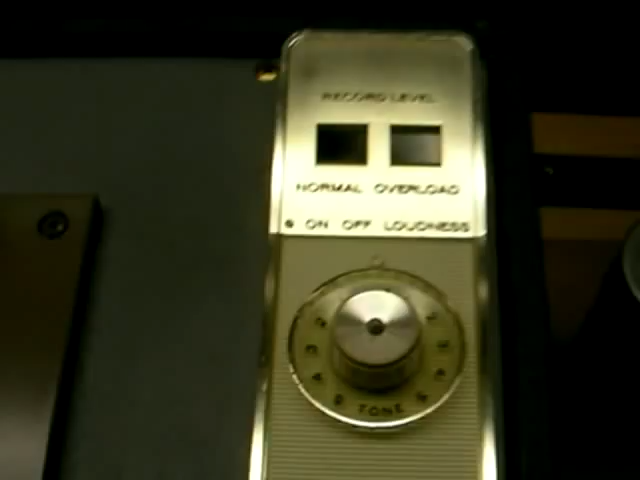 RECORD LEVEL
NORMAL OVERLOAD
ON OFF LOUDNESS
TONE